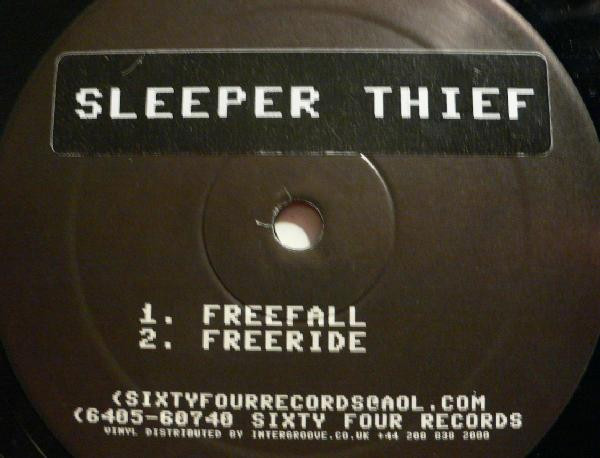 SLEEPER THIEF
1. FREEFALL
2. FREERIDE
(SIXTYFOURRECORDS@AOL.COM
(6405-60740 SIXTY FOUR RECORDS
VINYL DISTRIBUTED BY INTERGROOVE.CO.UK +44 208 838 2000